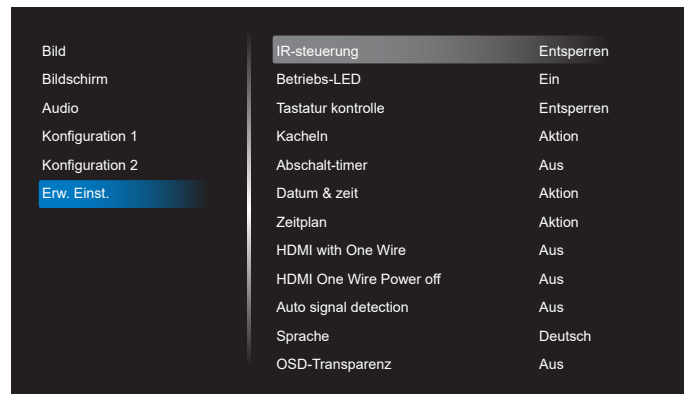 Bild
Bildschirm
Audio
Konfiguration 1
Konfiguration 2
Erw. Einst.
IR-steuerung Entsperren
Betriebs-LED Ein
Tastatur kontrolle Entsperren
Kacheln Aktion
Abschalt-timer Aus
Datum & zeit Aktion
Zeitplan Aktion
HDMI with One Wire Aus
HDMI One Wire Power off Aus
Auto signal detection Aus
Sprache Deutsch
OSD-Transparenz Aus